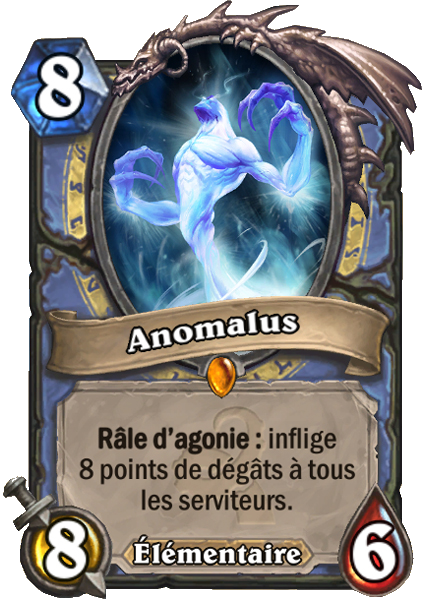 8
Anomalus
Râle d’agonie : inflige
8 points de dégâts à tous
les serviteurs.
8
Élémentaire
6